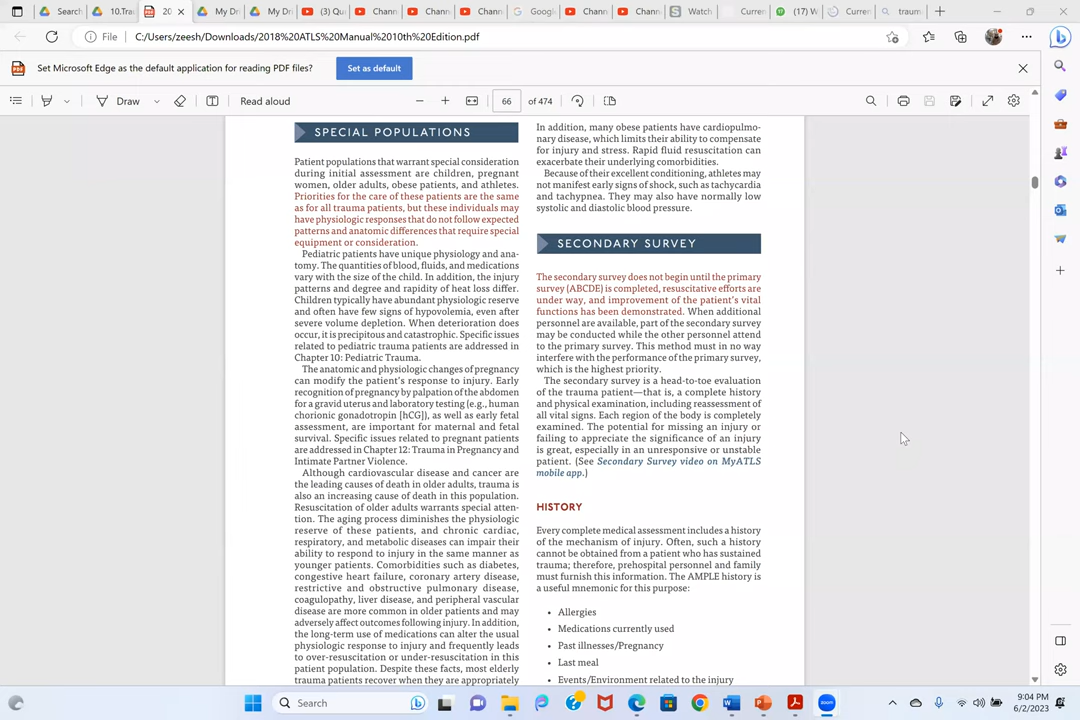 Search
10.Trau
20
My Dri
My Dri
(3) Qu
Chann
Chann
Chann
Googl
Chann
Chann
Watch
Curren
(17) W
Curren
traum
File
C:/Users/zeesh/Downloads/2018%20ATLS%20Manual%2010th%20Edition.pdf
Set Microsoft Edge as the default application for reading PDF files?
Set as default
Draw
Read aloud
66
of 474
SPECIAL POPULATIONS
Patient populations that warrant special consideration
during initial assessment are children, pregnant
women, older adults, obese patients, and athletes.
Priorities for the care of these patients are the same
as for all trauma patients, but these individuals may
have physiologic responses that do not follow expected
patterns and anatomic differences that require special
equipment or consideration.
Pediatric patients have unique physiology and ana-
tomy. The quantities of blood, fluids, and medications
vary with the size of the child. In addition, the injury
patterns and degree and rapidity of heat loss differ.
Children typically have abundant physiologic reserve
and often have few signs of hypovolemia, even after
severe volume depletion. When deterioration does
occur, it is precipitous and catastrophic. Specific issues
related to pediatric trauma patients are addressed in
Chapter 10: Pediatric Trauma.
The anatomic and physiologic changes of pregnancy
can modify the patient's response to injury. Early
recognition of pregnancy by palpation of the abdomen
for a gravid uterus and laboratory testing (e.g., human
chorionic gonadotropin [hCG]), as well as early fetal
assessment, are important for maternal and fetal
survival. Specific issues related to pregnant patients
are addressed in Chapter 12: Trauma in Pregnancy and
Intimate Partner Violence.
Although cardiovascular disease and cancer are
the leading causes of death in older adults, trauma is
also an increasing cause of death in this population.
Resuscitation of older adults warrants special atten-
tion. The aging process diminishes the physiologic
reserve of these patients, and chronic cardiac,
respiratory, and metabolic diseases can impair their
ability to respond to injury in the same manner as
younger patients. Comorbidities such as diabetes,
congestive heart failure, coronary artery disease,
restrictive and obstructive pulmonary disease,
coagulopathy, liver disease, and peripheral vascular
disease are more common in older patients and may
adversely affect outcomes following injury. In addition,
the long-term use of medications can alter the usual
physiologic response to injury and frequently leads
to over-resuscitation or under-resuscitation in this
patient population. Despite these facts, most elderly
trauma patients recover when they are appropriately
In addition, many obese patients have cardiopulmo-
nary disease, which limits their ability to compensate
for injury and stress. Rapid fluid resuscitation can
exacerbate their underlying comorbidities.
Because of their excellent conditioning, athletes may
not manifest early signs of shock, such as tachycardia
and tachypnea. They may also have normally low
systolic and diastolic blood pressure.
SECONDARY SURVEY
The secondary survey does not begin until the primary
survey (ABCDE) is completed, resuscitative efforts are
under way, and improvement of the patient's vital
functions has been demonstrated. When additional
personnel are available, part of the secondary survey
may be conducted while the other personnel attend
to the primary survey. This method must in no way
interfere with the performance of the primary survey,
which is the highest priority.
The secondary survey is a head-to-toe evaluation
of the trauma patient—that is, a complete history
and physical examination, including reassessment of
all vital signs. Each region of the body is completely
examined. The potential for missing an injury or
failing to appreciate the significance of an injury
is great, especially in an unresponsive or unstable
patient. (See Secondary Survey video on MyATLS
mobile app.)
HISTORY
Every complete medical assessment includes a history
of the mechanism of injury. Often, such a history
cannot be obtained from a patient who has sustained
trauma; therefore, prehospital personnel and family
must furnish this information. The AMPLE history is
a useful mnemonic for this purpose:
• Allergies
• Medications currently used
• Past illnesses/Pregnancy
• Last meal
• Events/Environment related to the injury
Search
9:04 PM
6/2/2023